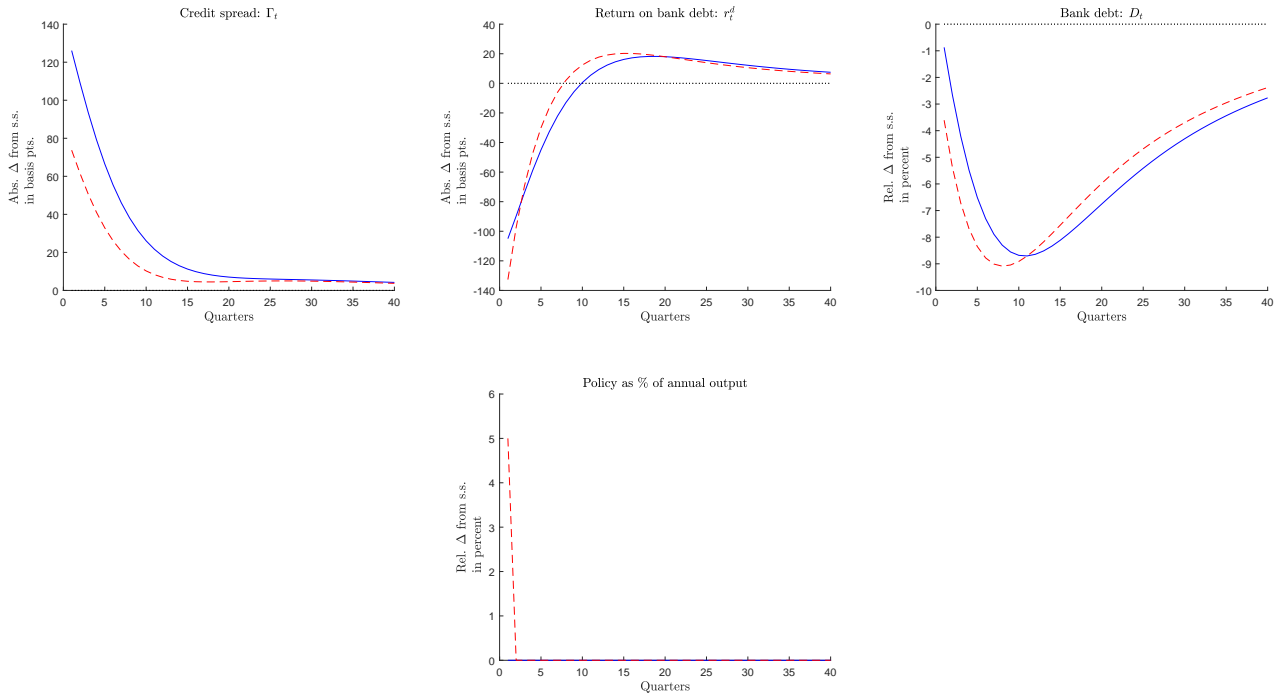 Credit spread: Γt
Abs. Δ from s.s.
in basis pts.
140
120
100
80
60
40
20
0
0 5 10 15 20 25 30 35 40
Quarters
Return on bank debt: r_t^d
Abs. Δ from s.s.
in basis pts.
40
20
0
-20
-40
-60
-80
-100
-120
-140
0 5 10 15 20 25 30 35 40
Quarters
Bank debt: Dt
Rel. Δ from s.s.
in percent
0
-1
-2
-3
-4
-5
-6
-7
-8
-9
-10
0 5 10 15 20 25 30 35 40
Quarters
Policy as % of annual output
Rel. Δ from s.s.
in percent
6
5
4
3
2
1
0
0 5 10 15 20 25 30 35 40
Quarters